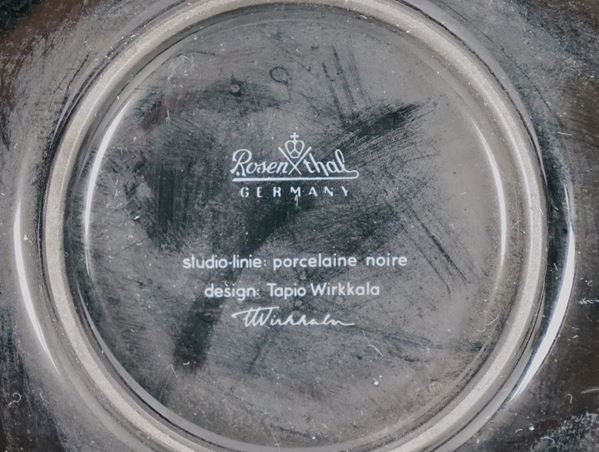 Rosenthal
GERMANY
studio-linie: porcelaine noire
design: Tapio Wirkkala
TWirkkala